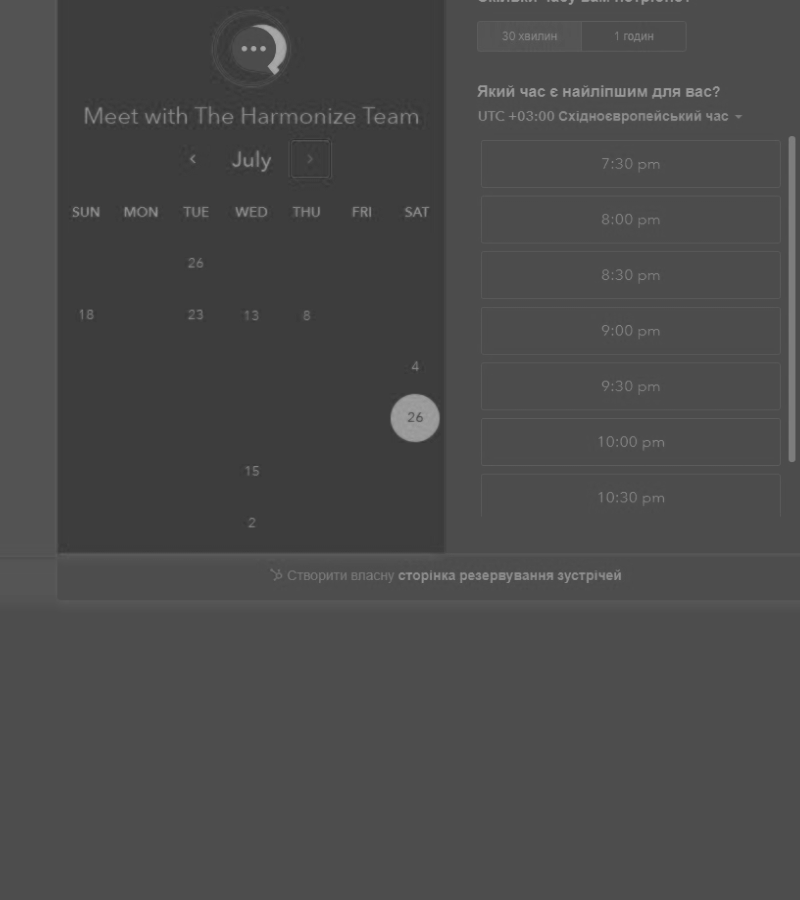 Meet with The Harmonize Team
July
SUN MON TUE WED THU FRI SAT
26
18 23 13 8
4
26
15
2
30 хвилин 1 годин
Який час є найліпшим для вас?
UTC +03:00 Східноєвропейський час
7:30 pm
8:00 pm
8:30 pm
9:00 pm
9:30 pm
10:00 pm
10:30 pm
Створити власну сторінка резервування зустрічей